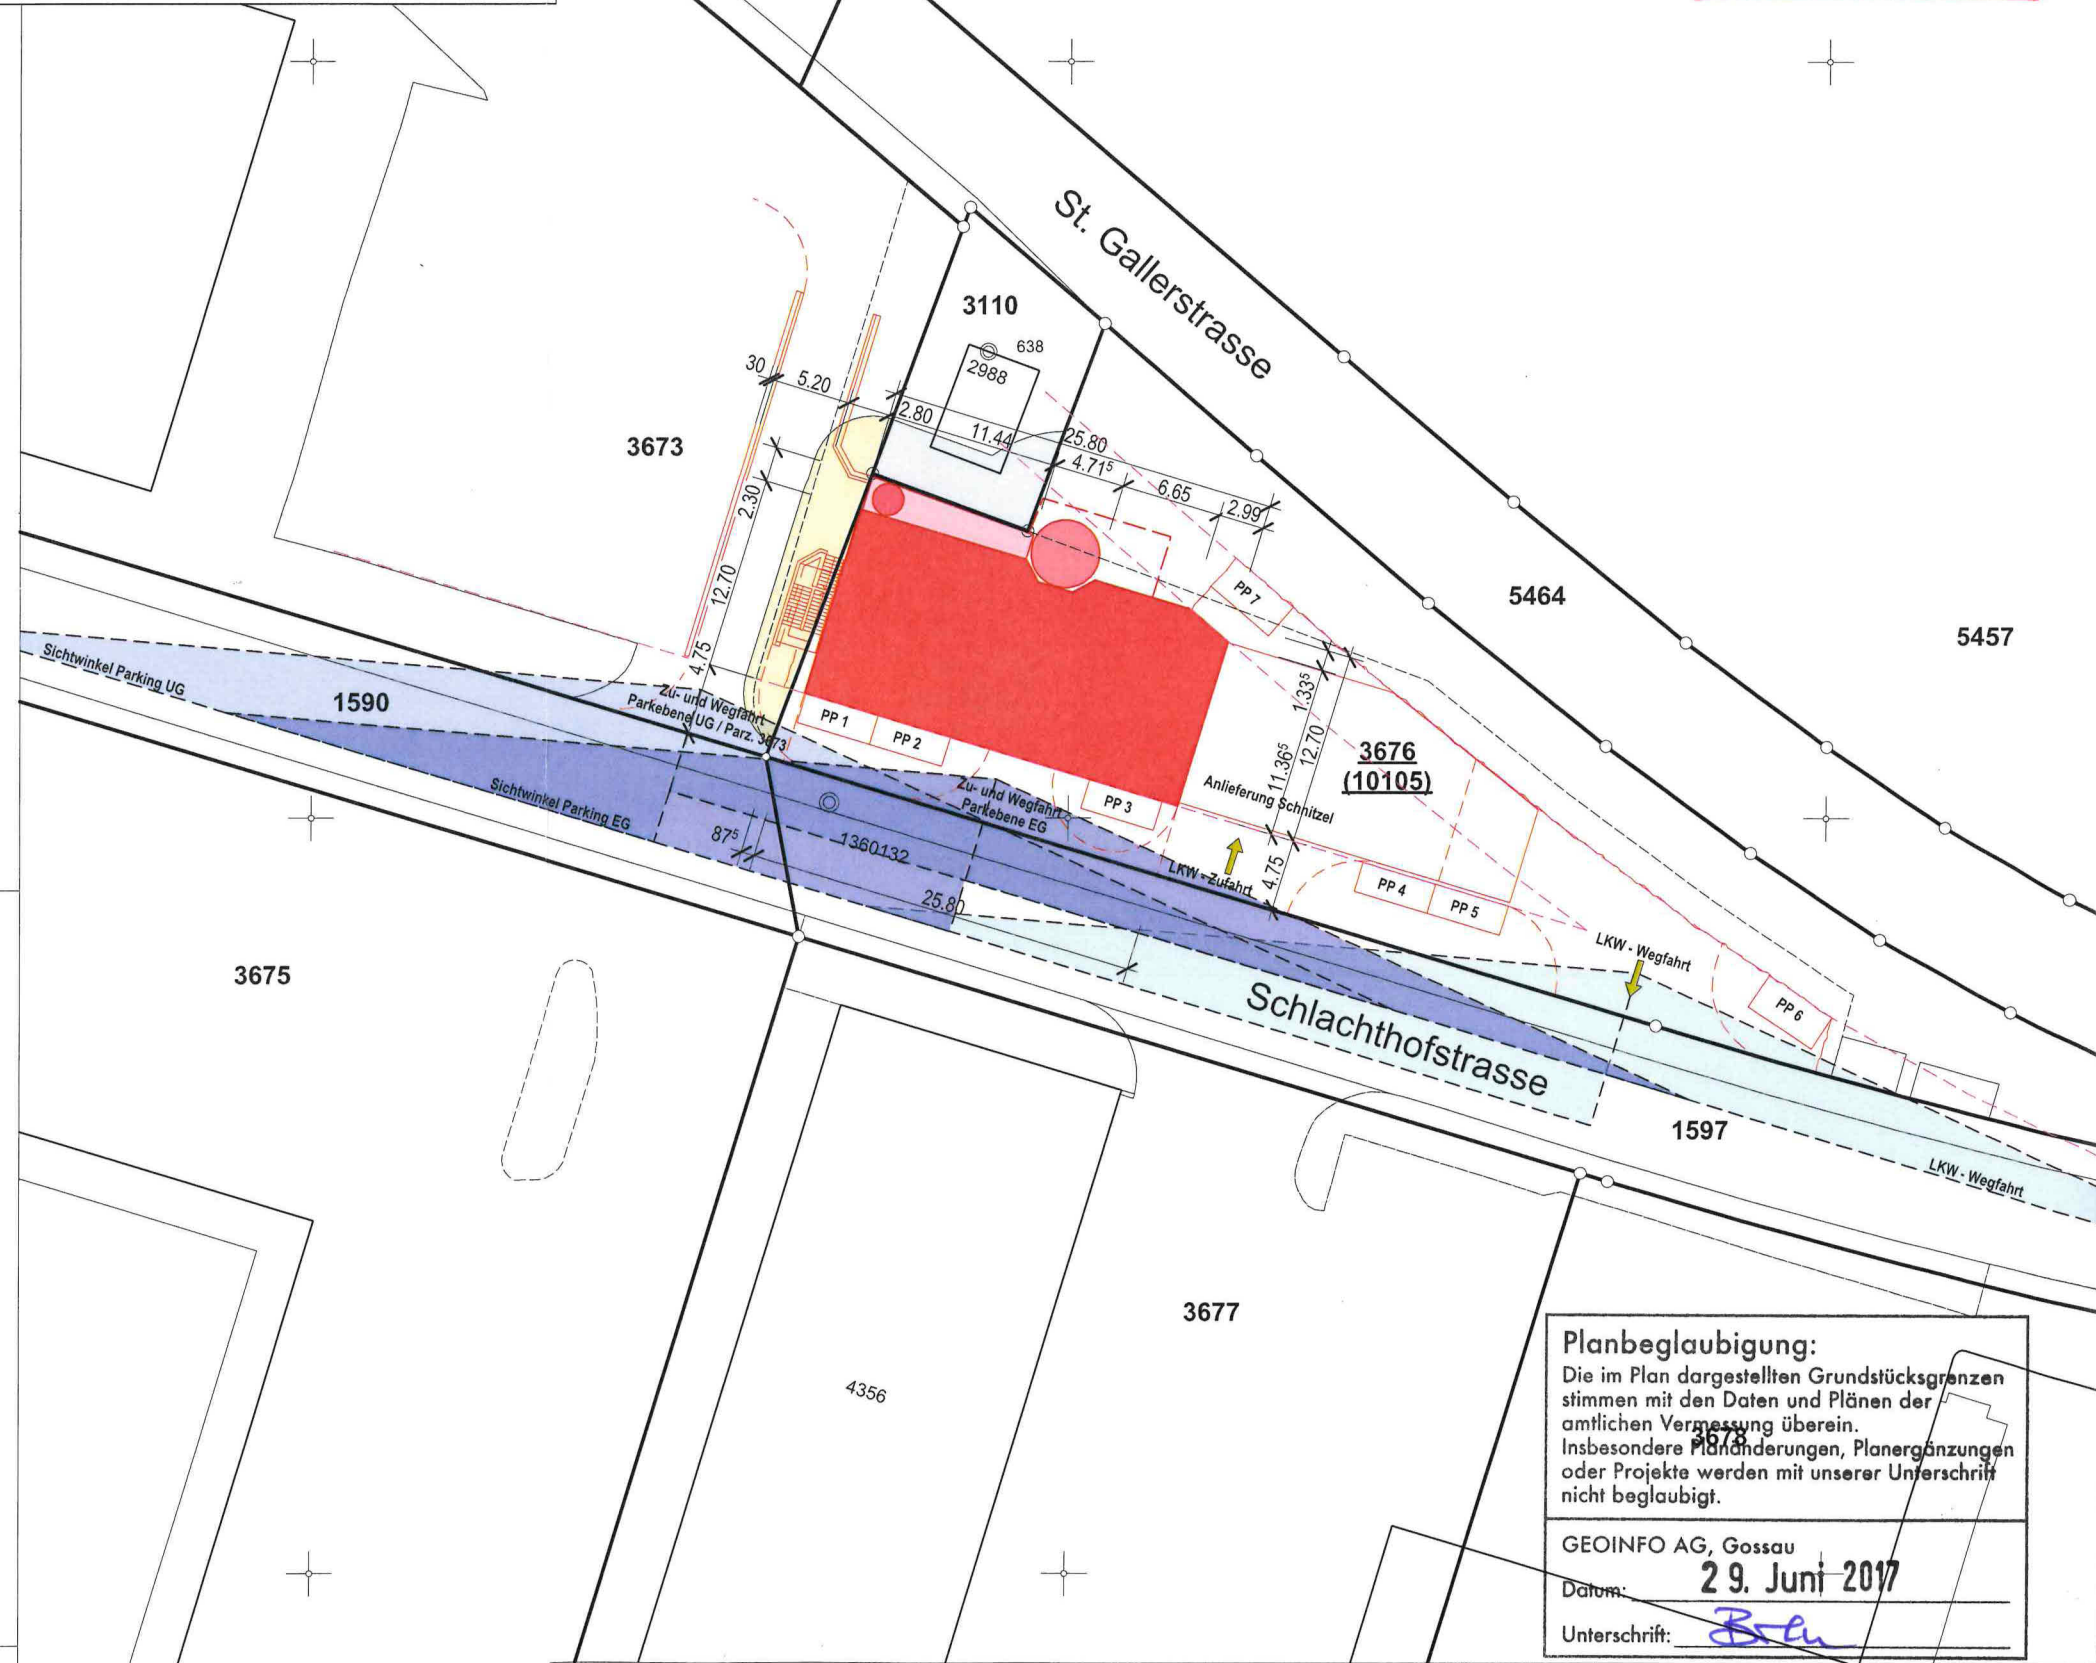 St. Gallerstrasse
3110
638
2988
30
5.20
2.80
11.44
25.80
4.71⁵
6.65
2.99
3673
2.30
12.70
4.75
PP 7
5464
5457
Sichtwinkel Parking UG
1590
Zu- und Wegfahrt
Parkebene UG / Parz. 3673
PP 1
PP 2
1.33⁵
11.36⁵
12.70
3676
(10105)
Anlieferung Schnitzel
Sichtwinkel Parking EG
Zu- und Wegfahrt
Parkebene EG
PP 3
87⁵
1360132
LKW - Zufahrt
4.75
PP 4
PP 5
25.80
LKW - Wegfahrt
PP 6
3675
Schlachthofstrasse
1597
LKW - Wegfahrt
3677
4356
Planbeglaubigung:
Die im Plan dargestellten Grundstücksgrenzen
stimmen mit den Daten und Plänen der
amtlichen Vermessung überein.
3678
Insbesondere Planänderungen, Planergänzungen
oder Projekte werden mit unserer Unterschrift
nicht beglaubigt.
GEOINFO AG, Gossau
Datum: 29. Juni 2017
Unterschrift: